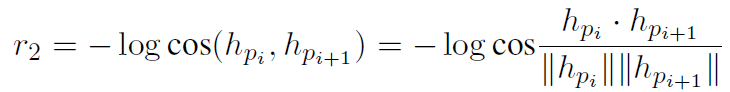 r_2 = − log cos(h_{p_i}, h_{p_{i+1}}) = − log cos \frac{h_{p_i} · h_{p_{i+1}}}{‖h_{p_i}‖‖h_{p_{i+1}}‖}